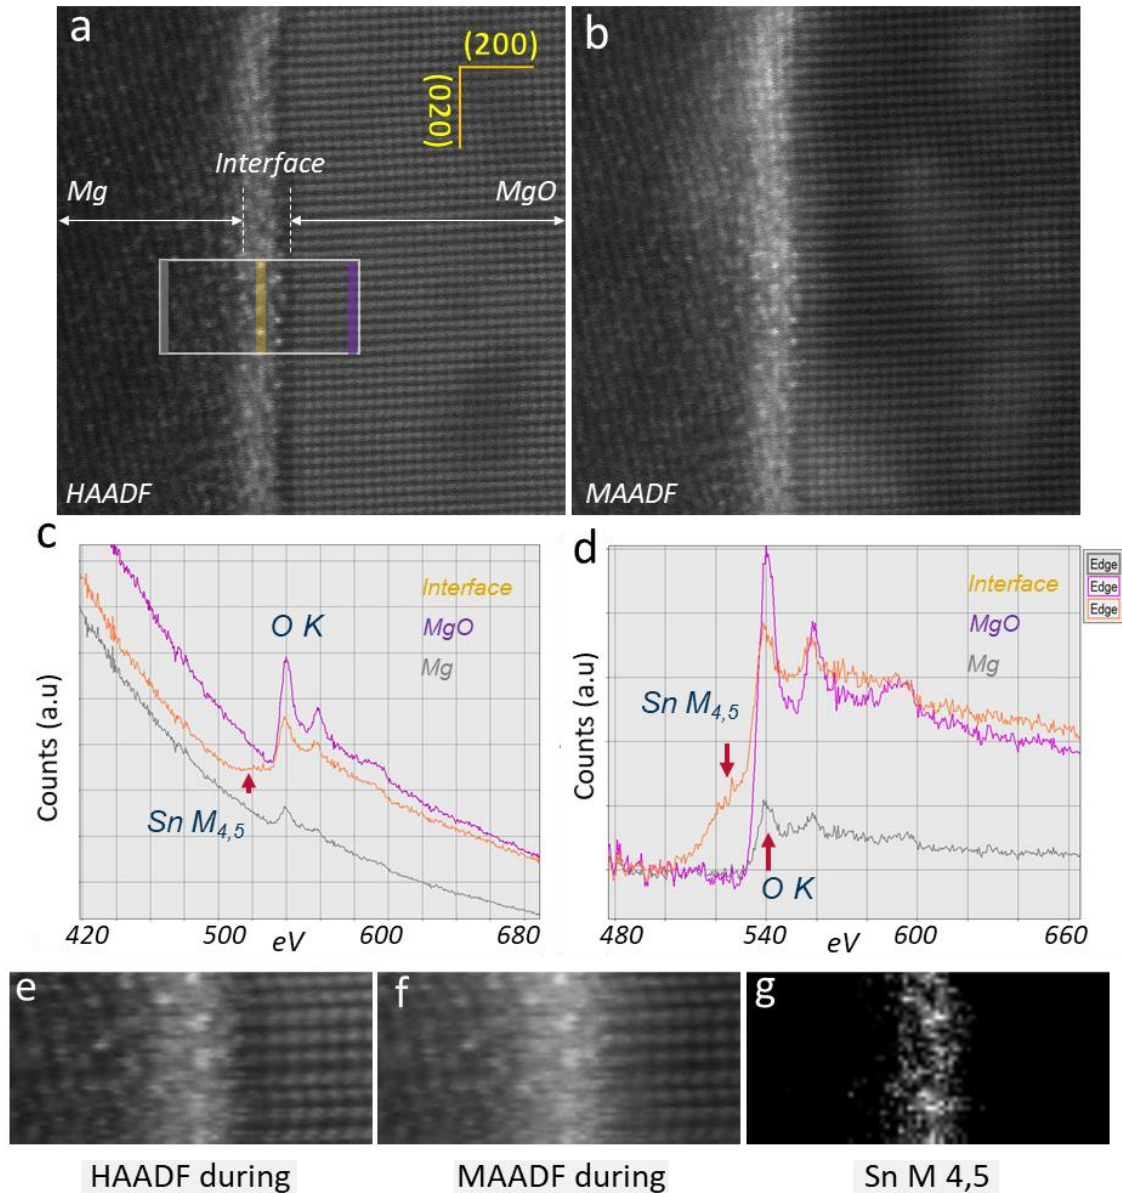 a
(200)
(020)
Interface
Mg
MgO
HAADF
b
MAADF
c
Interface
MgO
Mg
O K
Sn M4,5
Counts (a.u)
420
500
600
680
eV
d
Edge
Edge
Edge
Interface
MgO
Mg
Sn M4,5
O K
Counts (a.u)
480
540
600
660
eV
e
f
g
HAADF during
MAADF during
Sn M 4,5